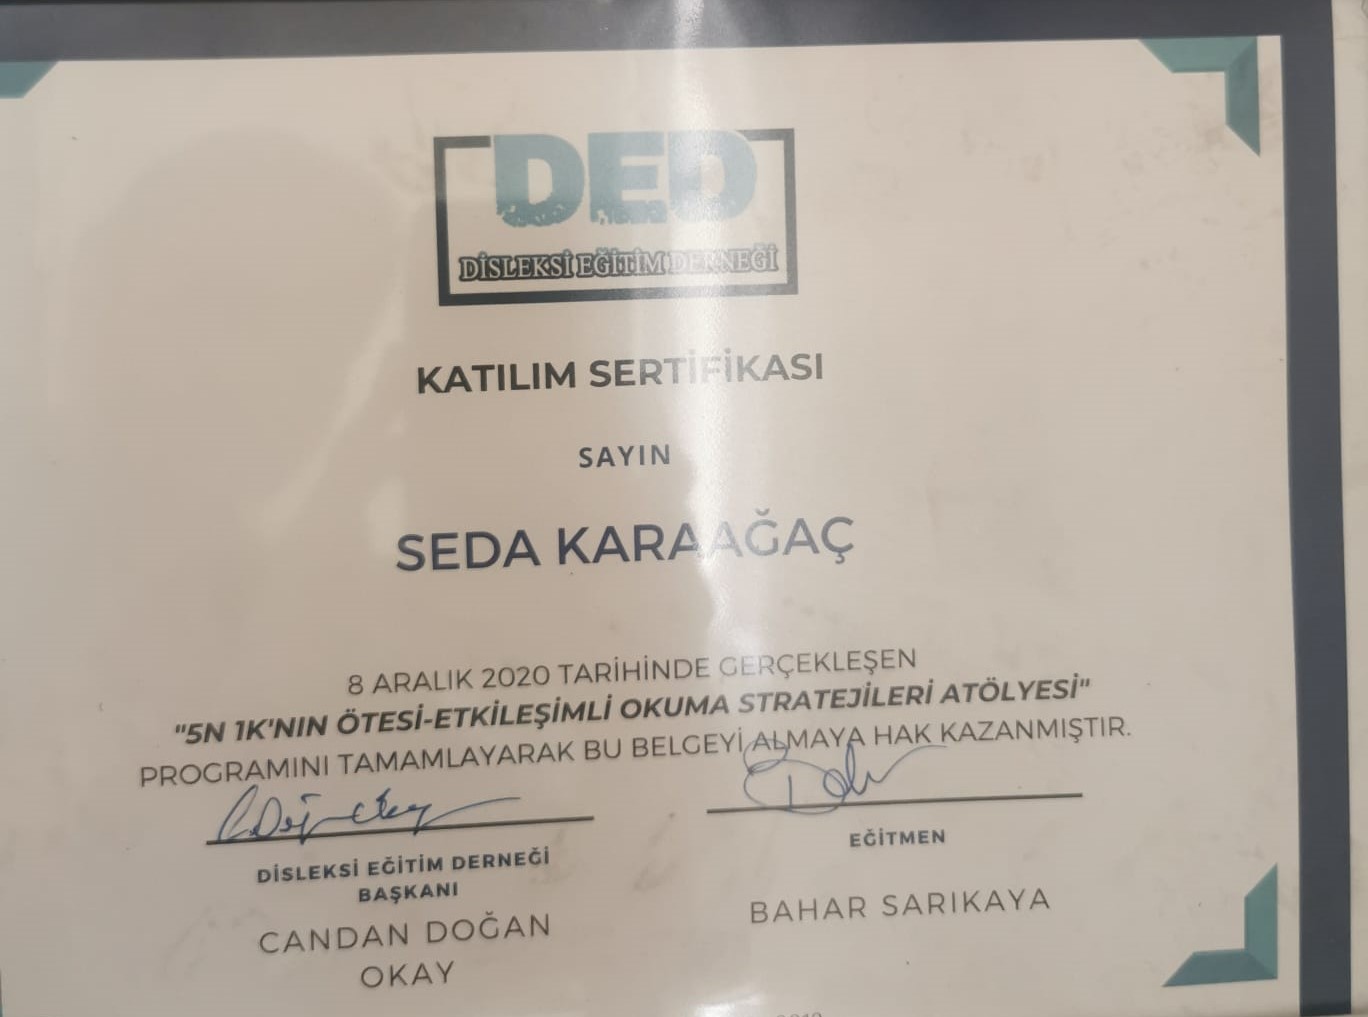 DED
DİSLEKSİ EĞİTİM DERNEĞİ
KATILIM SERTİFİKASI
SAYIN
SEDA KARAAĞAÇ
8 ARALIK 2020 TARİHİNDE GERÇEKLEŞEN
"5N 1K'NIN ÖTESİ-ETKİLEŞİMLİ OKUMA STRATEJİLERİ ATÖLYESİ"
PROGRAMINI TAMAMLAYARAK BU BELGEYİ ALMAYA HAK KAZANMIŞTIR.
DİSLEKSİ EĞİTİM DERNEĞİ
BAŞKANI
CANDAN DOĞAN
OKAY
EĞİTMEN
BAHAR SARIKAYA